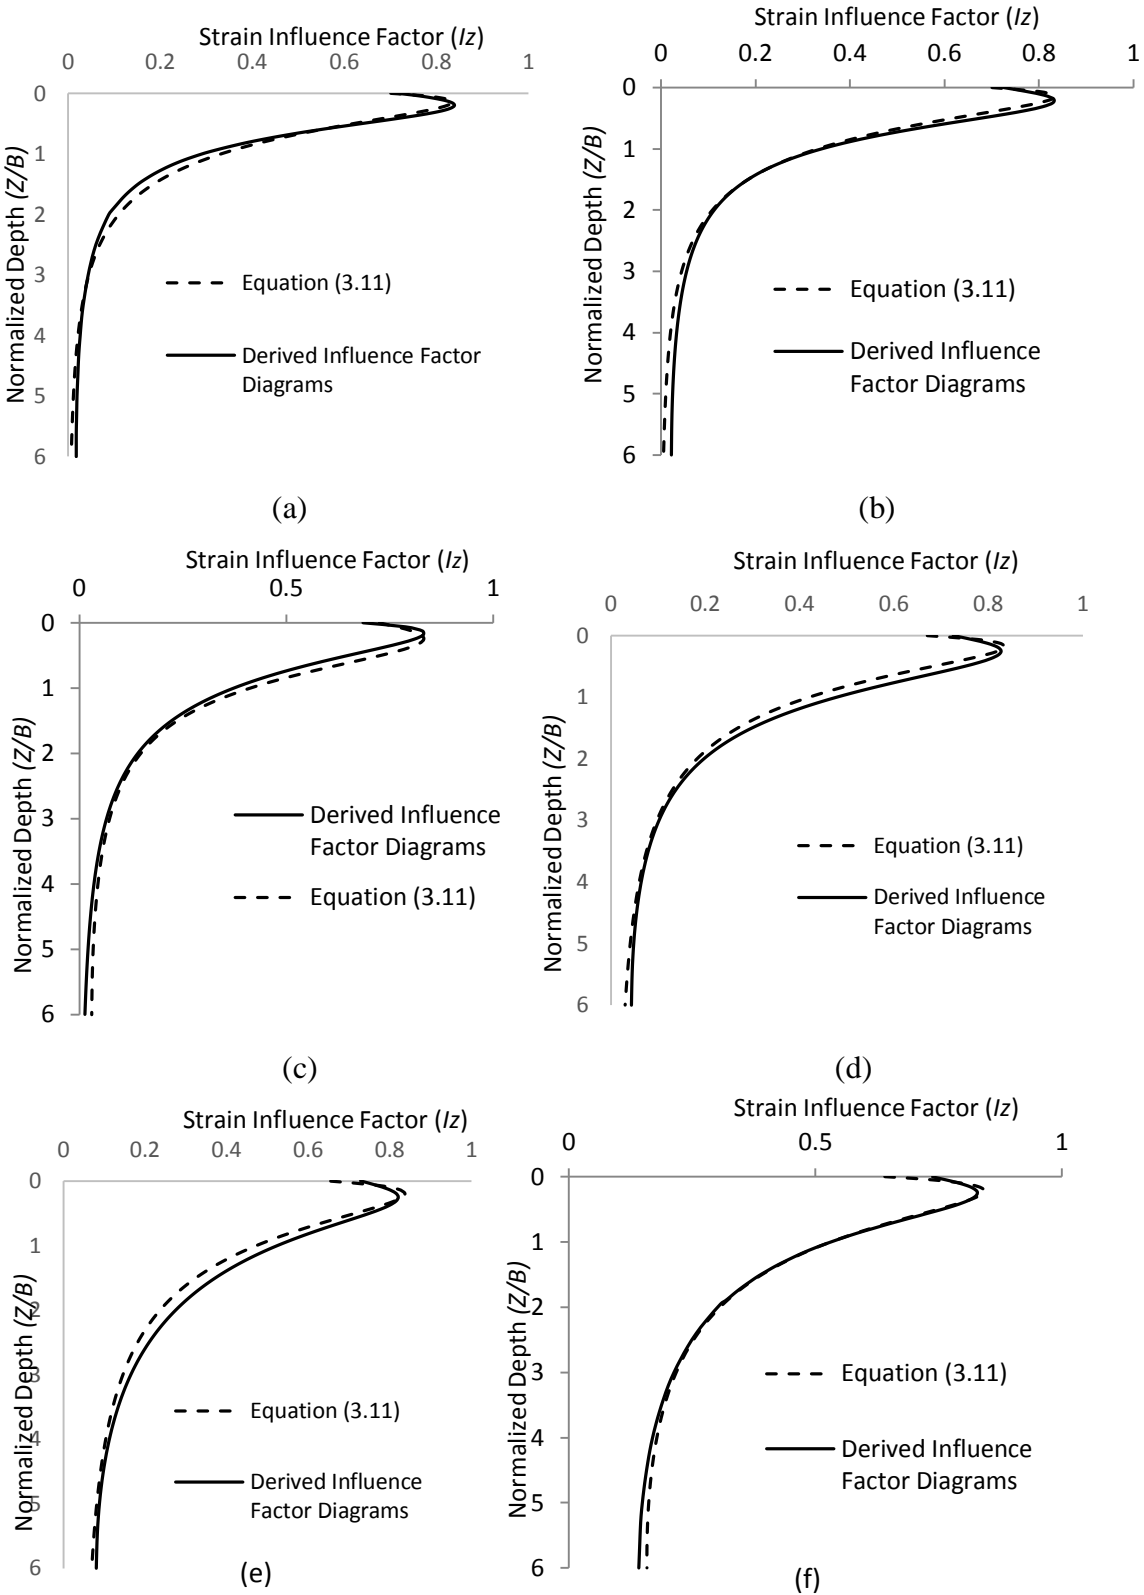 Strain Influence Factor (Iz)
0 0.2 0.4 0.6 0.8 1
0
1
2
3
4
5
6
Normalized Depth (Z/B)
Equation (3.11)
Derived Influence Factor
Diagrams
(a)
Strain Influence Factor (Iz)
0 0.2 0.4 0.6 0.8 1
0
1
2
3
4
5
6
Normalized Depth (Z/B)
Equation (3.11)
Derived Influence
Factor Diagrams
(b)
Strain Influence Factor (Iz)
0 0.5 1
0
1
2
3
4
5
6
Normalized Depth (Z/B)
Derived Influence
Factor Diagrams
Equation (3.11)
(c)
Strain Influence Factor (Iz)
0 0.2 0.4 0.6 0.8 1
0
1
2
3
4
5
6
Normalized Depth (Z/B)
Equation (3.11)
Derived Influence
Factor Diagrams
(d)
Strain Influence Factor (Iz)
0 0.2 0.4 0.6 0.8 1
0
1
2
3
4
5
6
Normalized Depth (Z/B)
Equation (3.11)
Derived Influence
Factor Diagrams
(e)
Strain Influence Factor (Iz)
0 0.5 1
0
1
2
3
4
5
6
Normalized Depth (Z/B)
Equation (3.11)
Derived Influence
Factor Diagrams
(f)